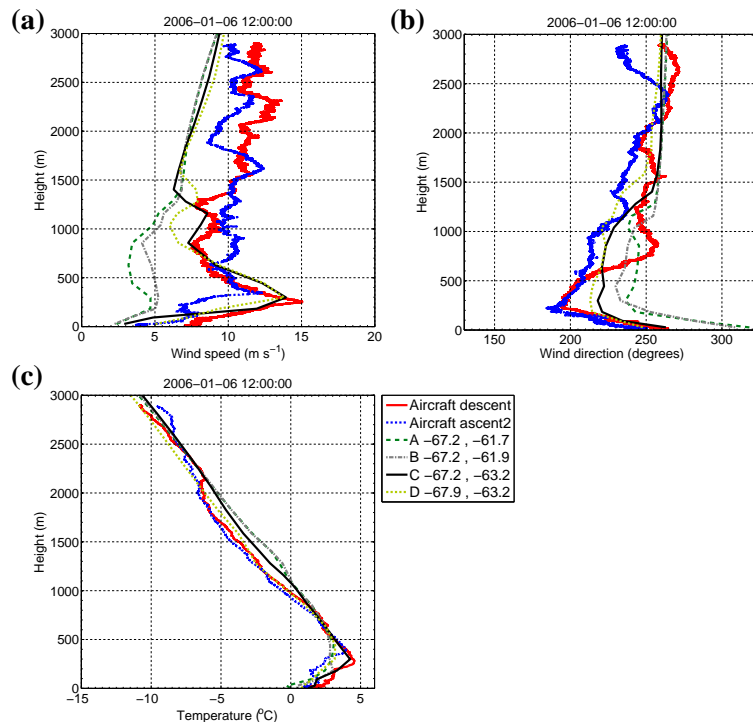 (a)
2006-01-06 12:00:00
3000
2500
2000
1500
1000
500
0
Height (m)
0 5 10 15 20
Wind speed (m s⁻¹)
(b)
2006-01-06 12:00:00
3000
2500
2000
1500
1000
500
0
Height (m)
150 200 250 300
Wind direction (degrees)
(c)
2006-01-06 12:00:00
3000
2500
2000
1500
1000
500
0
Height (m)
−15 −10 −5 0 5
Temperature (°C)
Aircraft descent
Aircraft ascent2
A −67.2 , −61.7
B −67.2 , −61.9
C −67.2 , −63.2
D −67.9 , −63.2